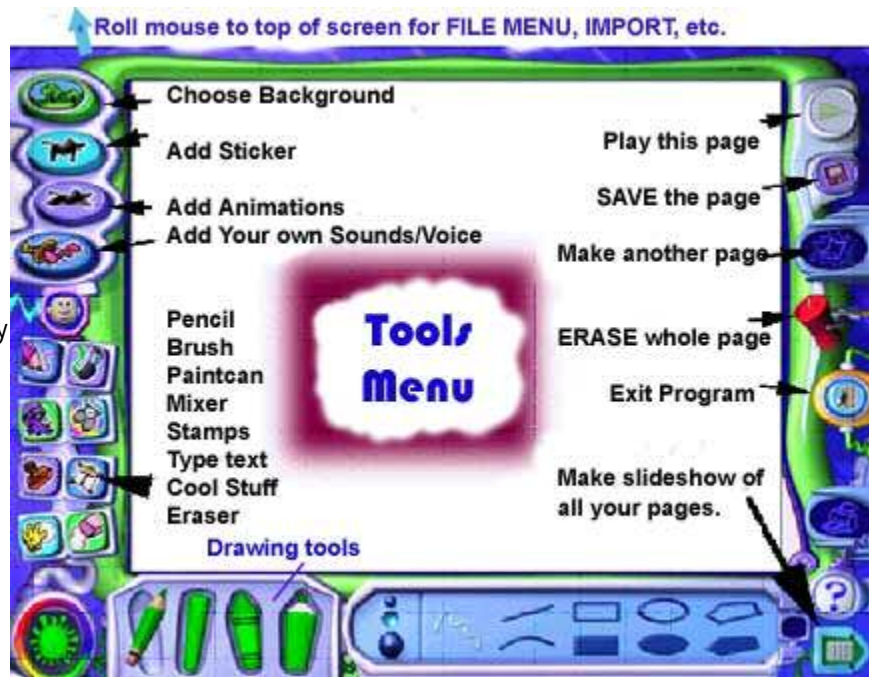 Roll mouse to top of screen for FILE MENU, IMPORT, etc.
Choose Background
Add Sticker
Add Animations
Add Your own Sounds/Voice
Play this page
SAVE the page
Make another page
ERASE whole page
Exit Program
Make slideshow of
all your pages.
Tools
Menu
y
Pencil
Brush
Paintcan
Mixer
Stamps
Type text
Cool Stuff
Eraser
Drawing tools
?